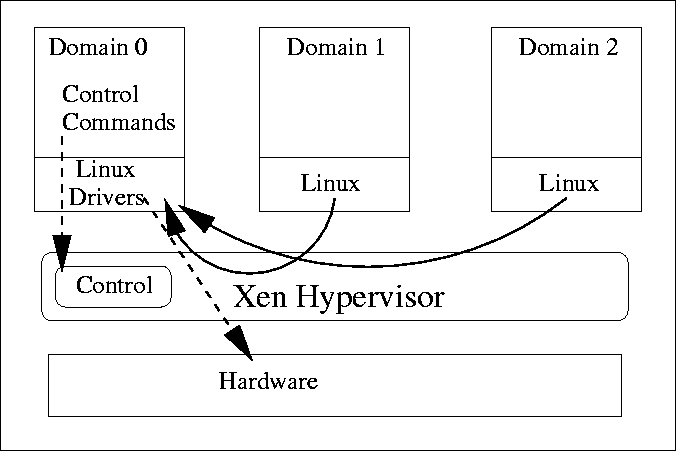 Domain 0
Domain 1
Domain 2
Control
Commands
Linux
Drivers
Linux
Linux
Control
Xen Hypervisor
Hardware